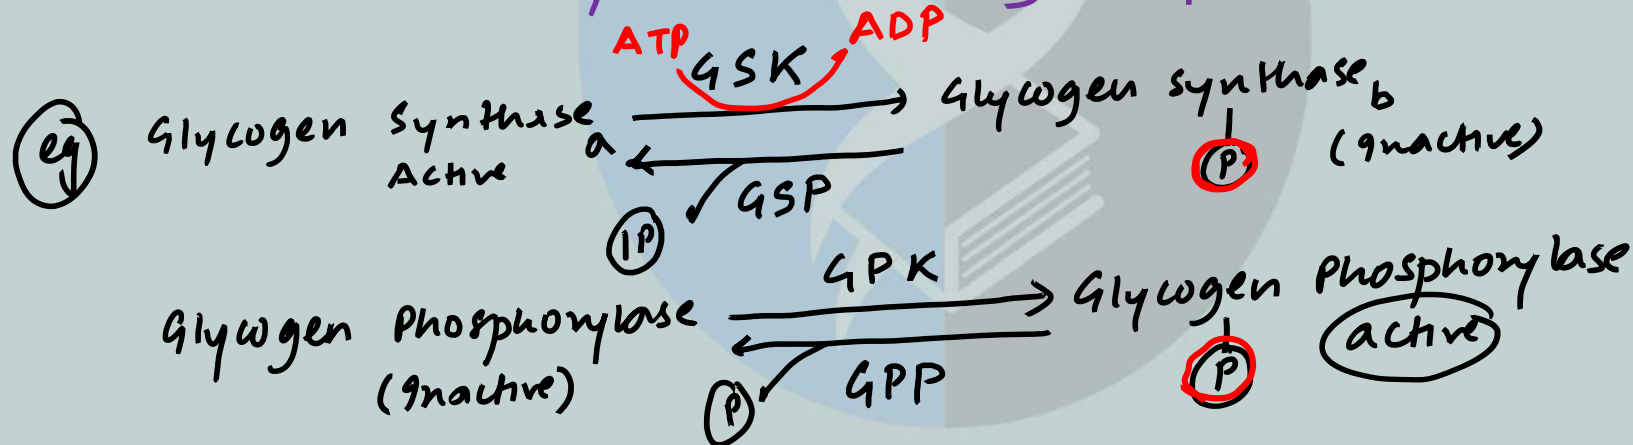 ATP GSK ADP
eg Glycogen Synthase a Glycogen synthase b
Active P (Inactive)
GSP
IP
GPK
Glycogen Phosphorylase Glycogen Phosphorylase
(Inactive) P GPP P active